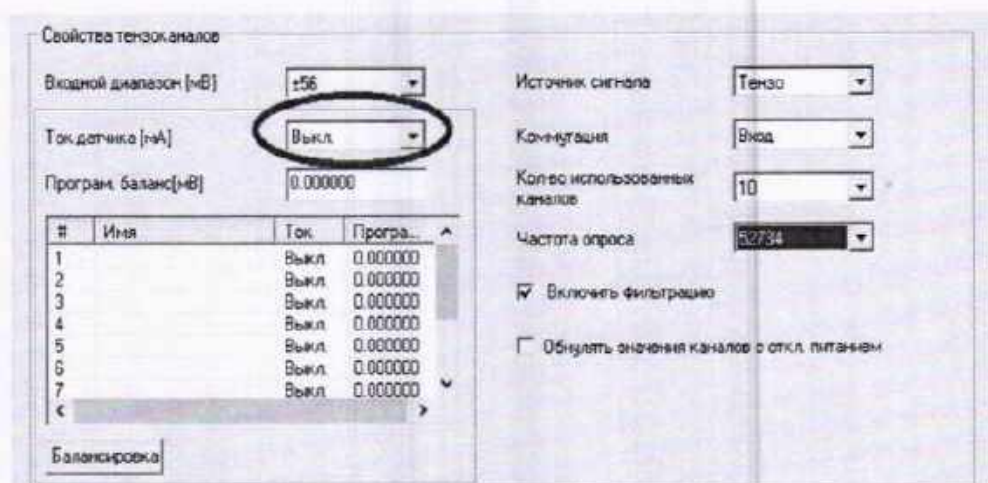 Свойства тензоканалов
Входной диапазон [мВ]
±56
Ток датчика [мА]
Выкл.
Програм. баланс[мВ]
0.000000
# Имя Ток Програ...
1 Выкл 0.000000
2 Выкл 0.000000
3 Выкл 0.000000
4 Выкл 0.000000
5 Выкл 0.000000
6 Выкл 0.000000
7 Выкл 0.000000
Балансировка
Источник сигнала
Тензо
Коммутация
Вход
Кол-во использованных
каналов
10
Частота опроса
52734
Включить фильтрацию
Обнулять значения каналов с откл. питанием